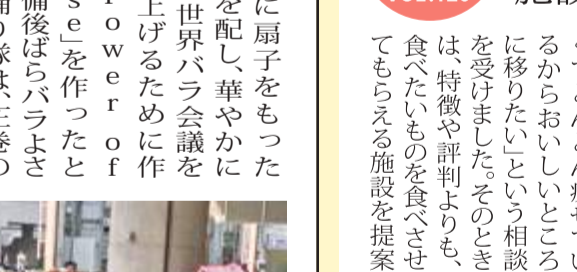 るからおいしいところ
に移りたい」という相談
を受けました。そのとき
は、特徴や評判よりも、
食べたいものを食べさせ
てもらえる施設を提案
に扇子をもった
を配し、華やかに
世界バラ会議を
上げるために作
ower of
se」を作ったと
備後ばらバラよさ